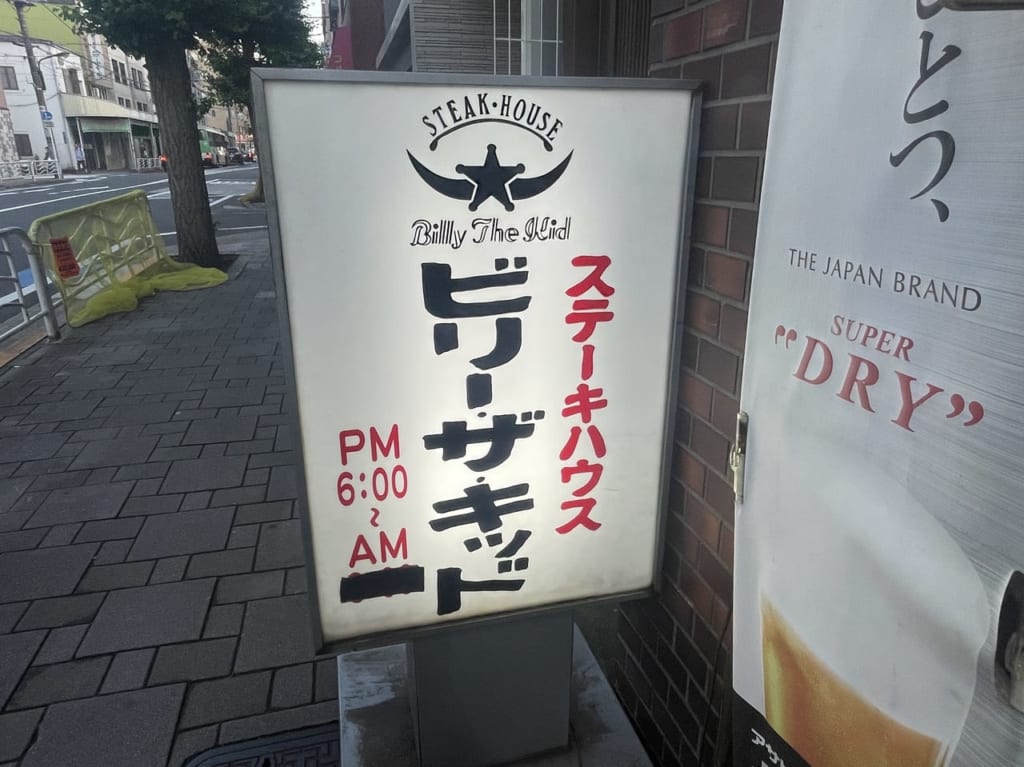 STEAK・HOUSE
Billy The Kid
ステーキハウス
ビリー・ザ・キッド
PM
6:00
~
AM
とつ、
THE JAPAN BRAND
SUPER
"DRY"